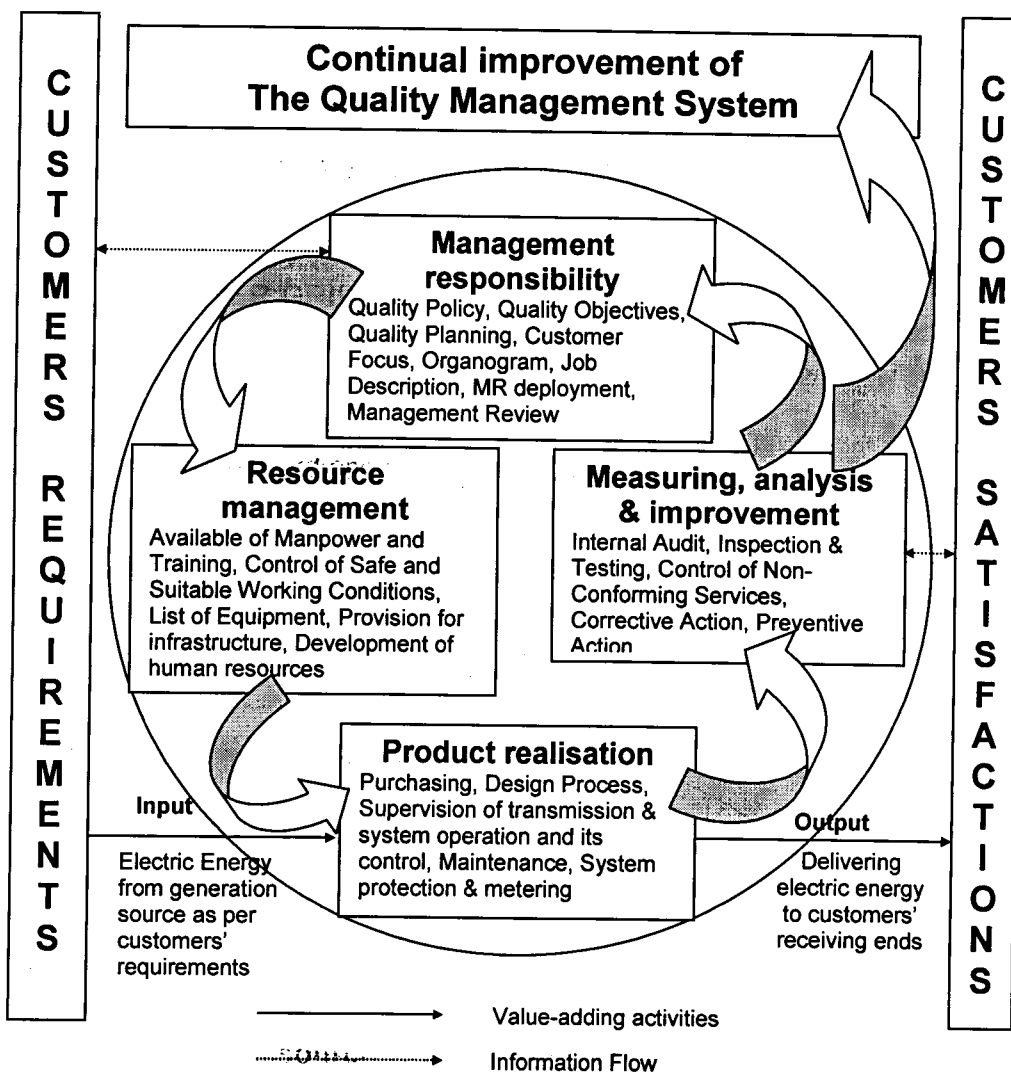 Continual improvement of
The Quality Management System
CUSTOMERS REQUIREMENTS
CUSTOMERS SATISFACTIONS
Management
responsibility
Quality Policy, Quality Objectives,
Quality Planning, Customer
Focus, Organogram, Job
Description, MR deployment,
Management Review
Resource
management
Available of Manpower and
Training, Control of Safe and
Suitable Working Conditions,
List of Equipment, Provision for
infrastructure, Development of
human resources
Measuring, analysis
& improvement
Internal Audit, Inspection &
Testing, Control of Non-
Conforming Services,
Corrective Action, Preventive
Action
Product realisation
Purchasing, Design Process,
Supervision of transmission &
system operation and its
control, Maintenance, System
protection & metering
Input
Electric Energy
from generation
source as per
customers'
requirements
Output
Delivering
electric energy
to customers'
receiving ends
Value-adding activities
Information Flow